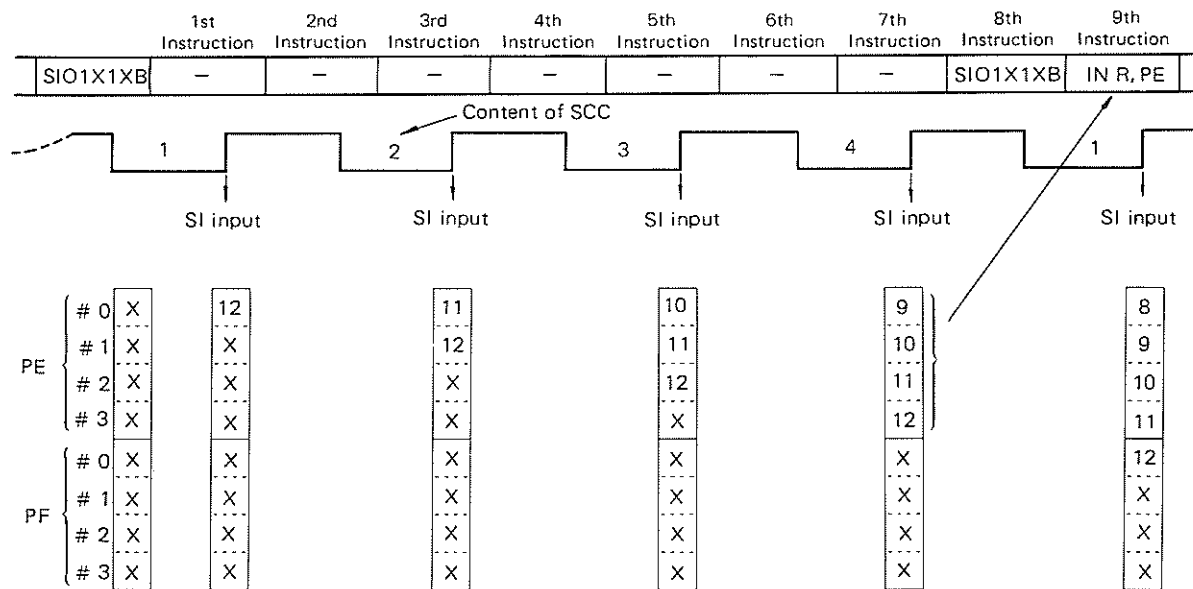 1st Instruction 2nd Instruction 3rd Instruction 4th Instruction 5th Instruction 6th Instruction 7th Instruction 8th Instruction 9th Instruction
SIO1X1XB – – – – – – – SIO1X1XB IN R, PE
Content of SCC
1 2 3 4 1
SI input SI input SI input SI input SI input
PE
# 0 X 12 11 10 9 8
# 1 X X 12 11 10 9
# 2 X X X 12 11 10
# 3 X X X X 12 11
PF
# 0 X X X X X 12
# 1 X X X X X X
# 2 X X X X X X
# 3 X X X X X X